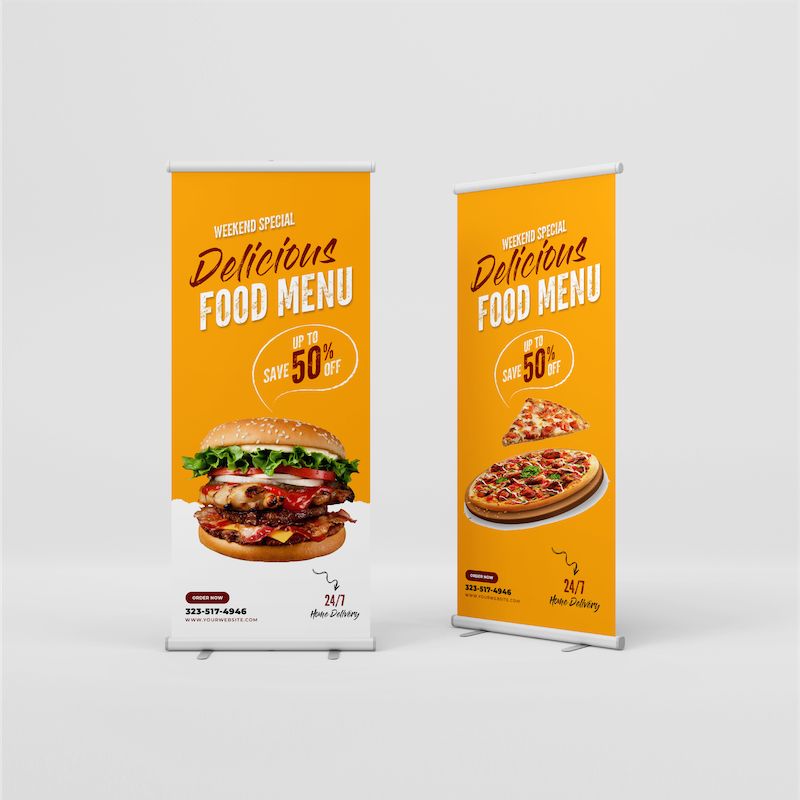 WEEKEND SPECIAL
Delicious
FOOD MENU
UP TO
SAVE 50% OFF
ORDER NOW
323-517-4946
WWW.YOURWEBSITE.COM
24/7
Home Delivery
WEEKEND SPECIAL
Delicious
FOOD MENU
UP TO
SAVE 50% OFF
ORDER NOW
323-517-4946
WWW.YOURWEBSITE.COM
24/7
Home Delivery